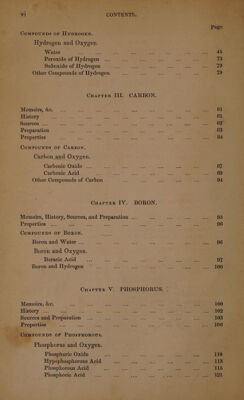 vi CONTENTS.
Page
COMPOUNDS OF HYDROGEN.
Hydrogen and Oxygen.
Water 45
Peroxide of Hydrogen 73
Suboxide of Hydrogen 79
Other Compounds of Hydrogen. 79
CHAPTER III. CARBON.
Memoirs, &c. 81
History 81
Sources 82
Preparation 83
Properties 84
COMPOUNDS OF CARBON.
Carbon and Oxygen.
Carbonic Oxide 87
Carbonic Acid 89
Other Compounds of Carbon 94
CHAPTER IV. BORON.
Memoirs, History, Sources, and Preparation 95
Properties 96
COMPOUNDS OF BORON.
Boron and Water 96
Boron and Oxygen.
Boracic Acid 97
Boron and Hydrogen 100
CHAPTER V. PHOSPHORUS.
Memoirs, &c. 100
History 102
Sources and Preparation 103
Properties 106
COMPOUNDS OF PHOSPHORUS.
Phosphorus and Oxygen.
Phosphoric Oxide 110
Hypophosphorous Acid 113
Phosphorous Acid 115
Phosphoric Acid 121